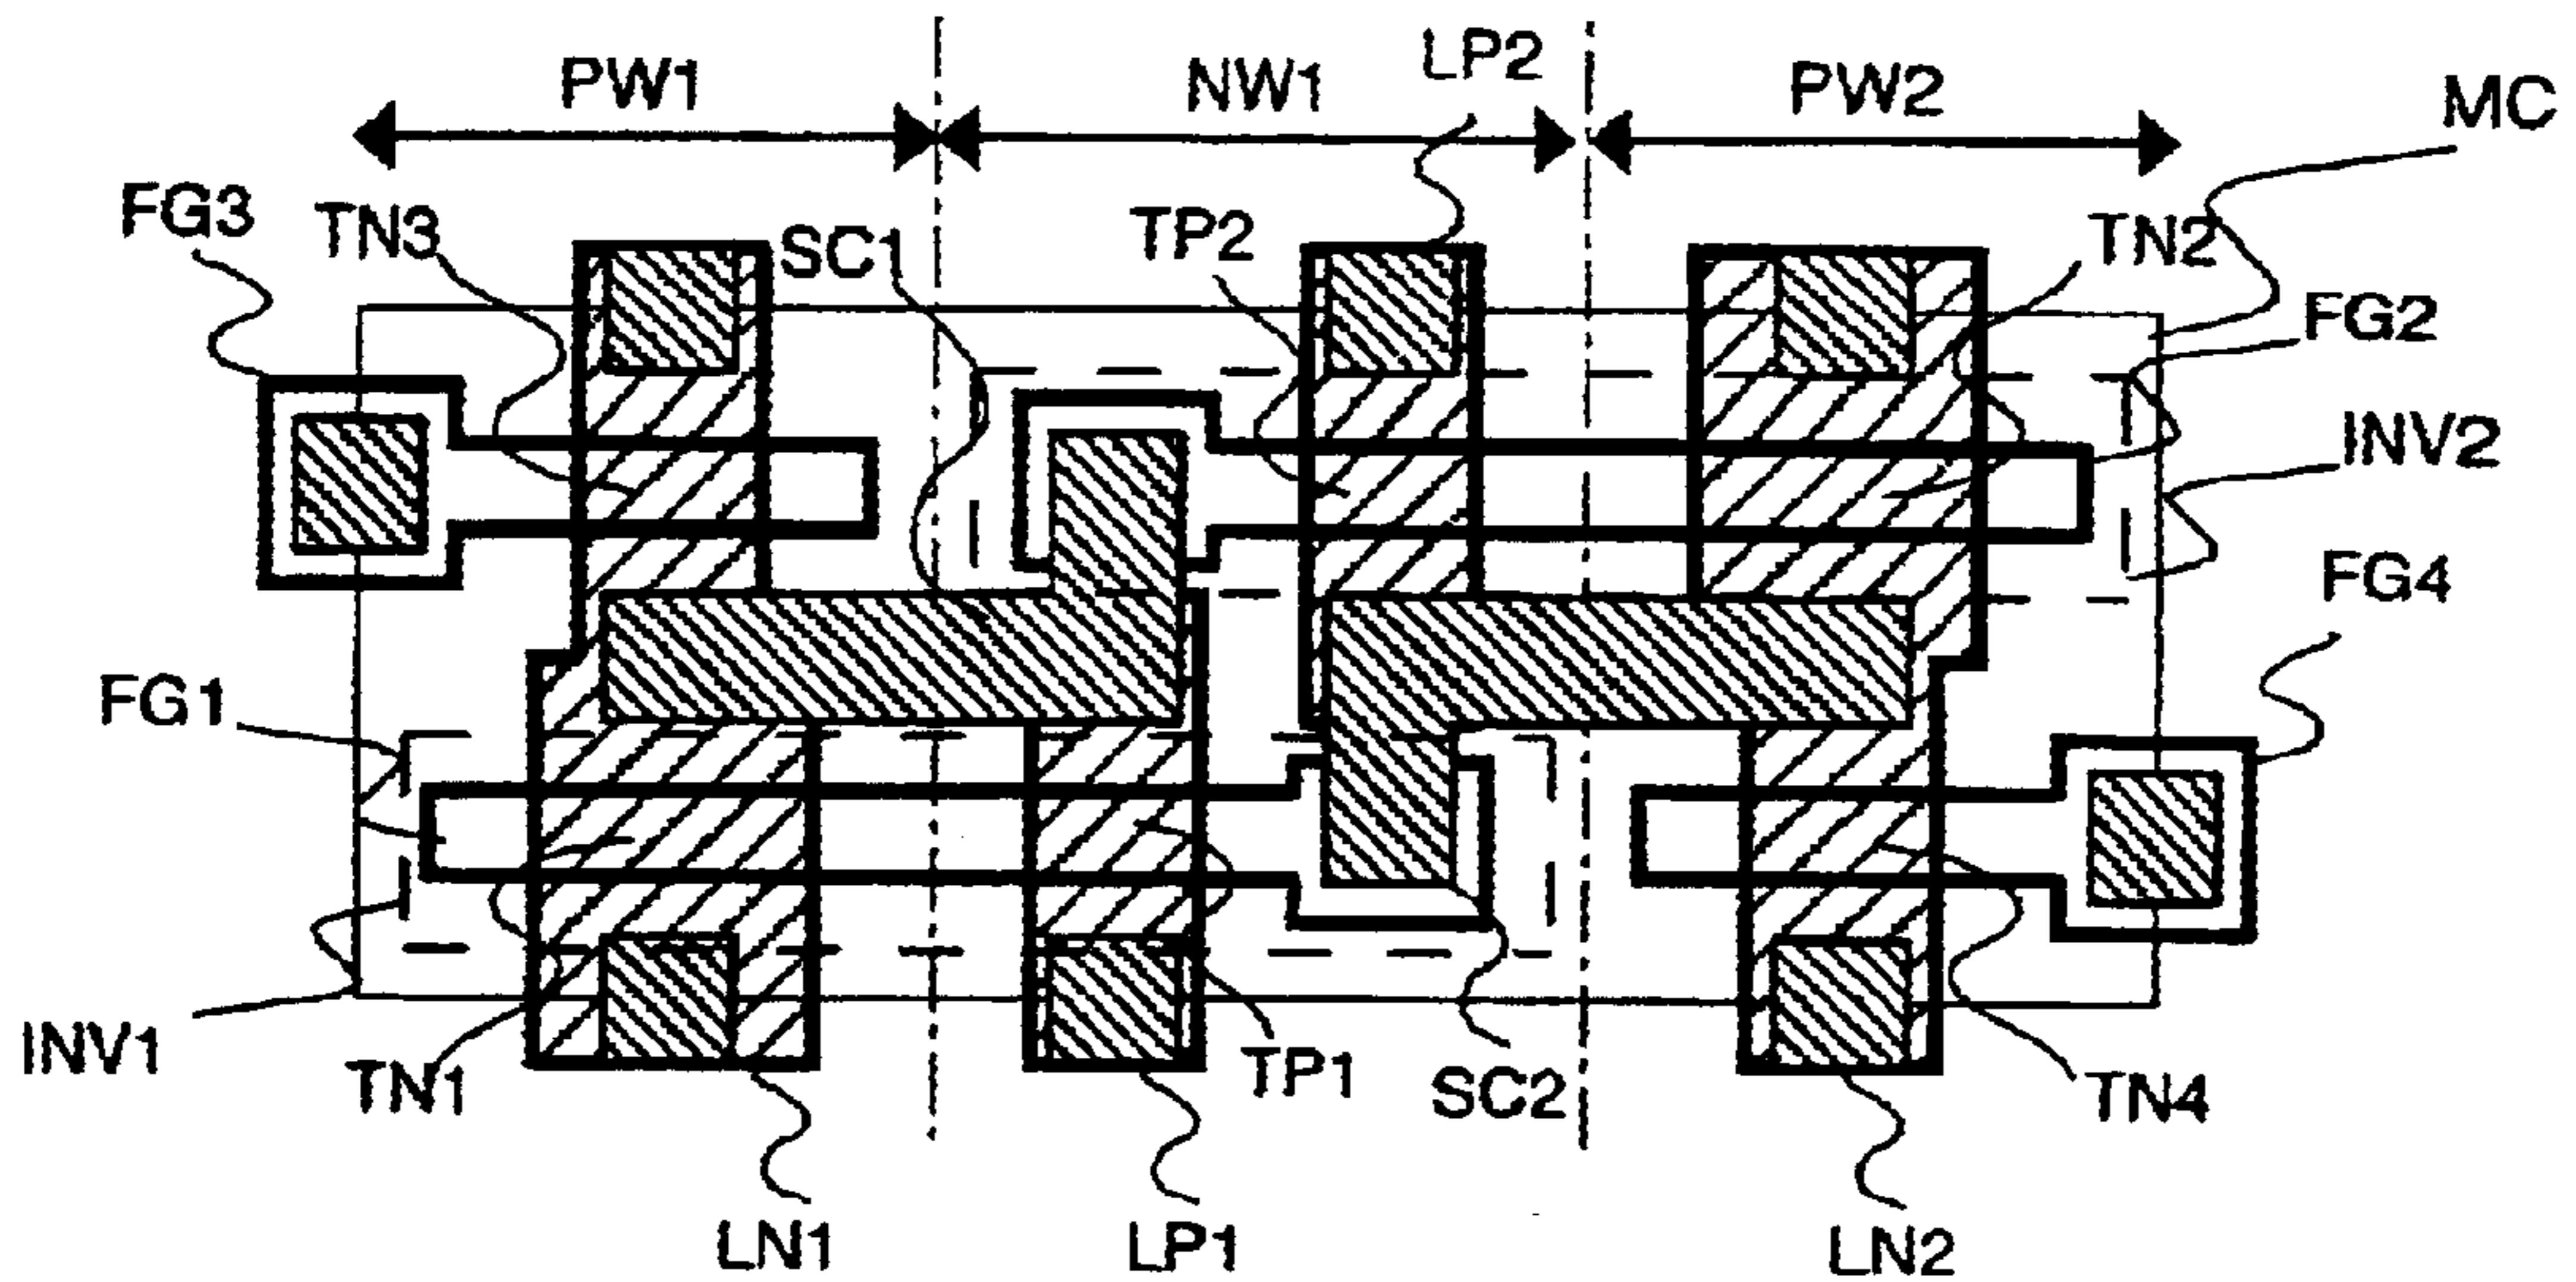 PW1
NW1
LP2
PW2
MC
FG3
TN3
SC1
TP2
TN2
FG2
INV2
FG4
FG1
INV1
TN1
TP1
SC2
TN4
LN1
LP1
LN2